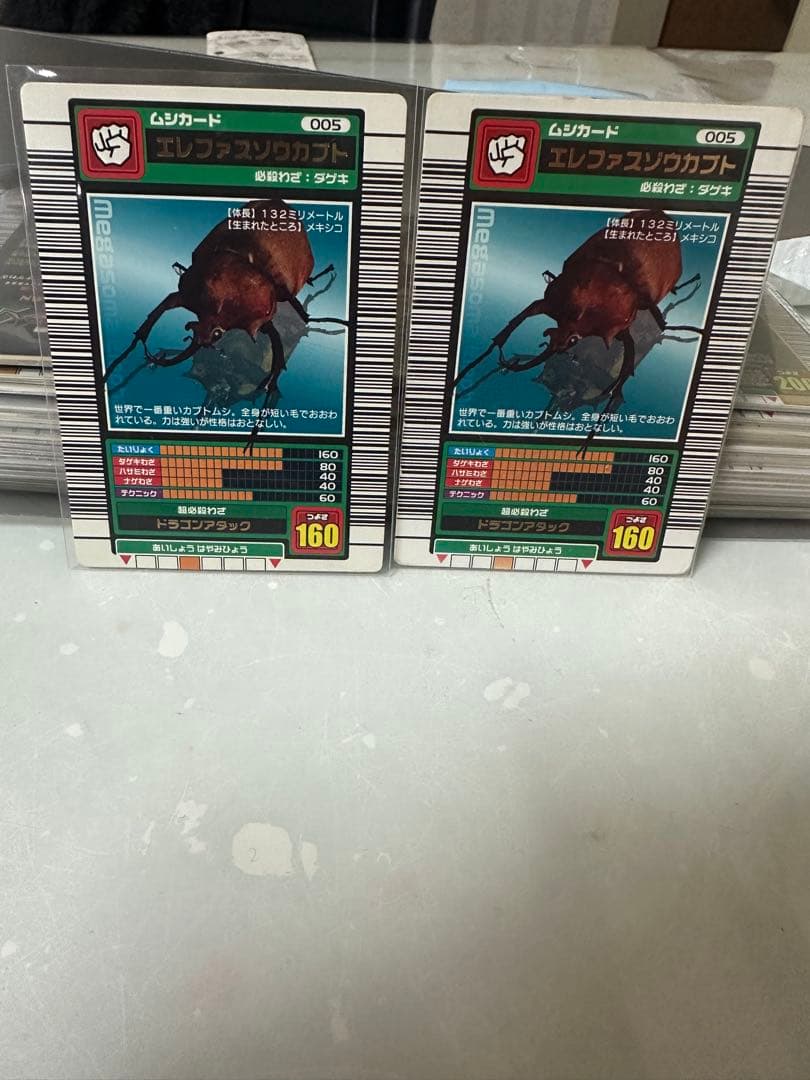 ムシカード 005
エレファスゾウカブト
必殺わざ：ダゲキ
Megasom
【体長】132ミリメートル
【生まれたところ】メキシコ
世界で一番重いカブトムシ。全身が短い毛でおおわ
れている。力は強いが性格はおとなしい。
たいりょく 160
ダゲキわざ 80
ハサミわざ 40
ナゲわざ 40
テクニック 60
超必殺わざ
ドラゴンアタック
つよさ
160
あいしょう はやみひょう
ムシカード 005
エレファスゾウカブト
必殺わざ：ダゲキ
Megasoma
【体長】132ミリメートル
【生まれたところ】メキシコ
世界で一番重いカブトムシ。全身が短い毛でおおわ
れている。力は強いが性格はおとなしい。
たいりょく 160
ダゲキわざ 80
ハサミわざ 40
ナゲわざ 40
テクニック 60
超必殺わざ
ドラゴンアタック
つよさ
160
あいしょう はやみひょう